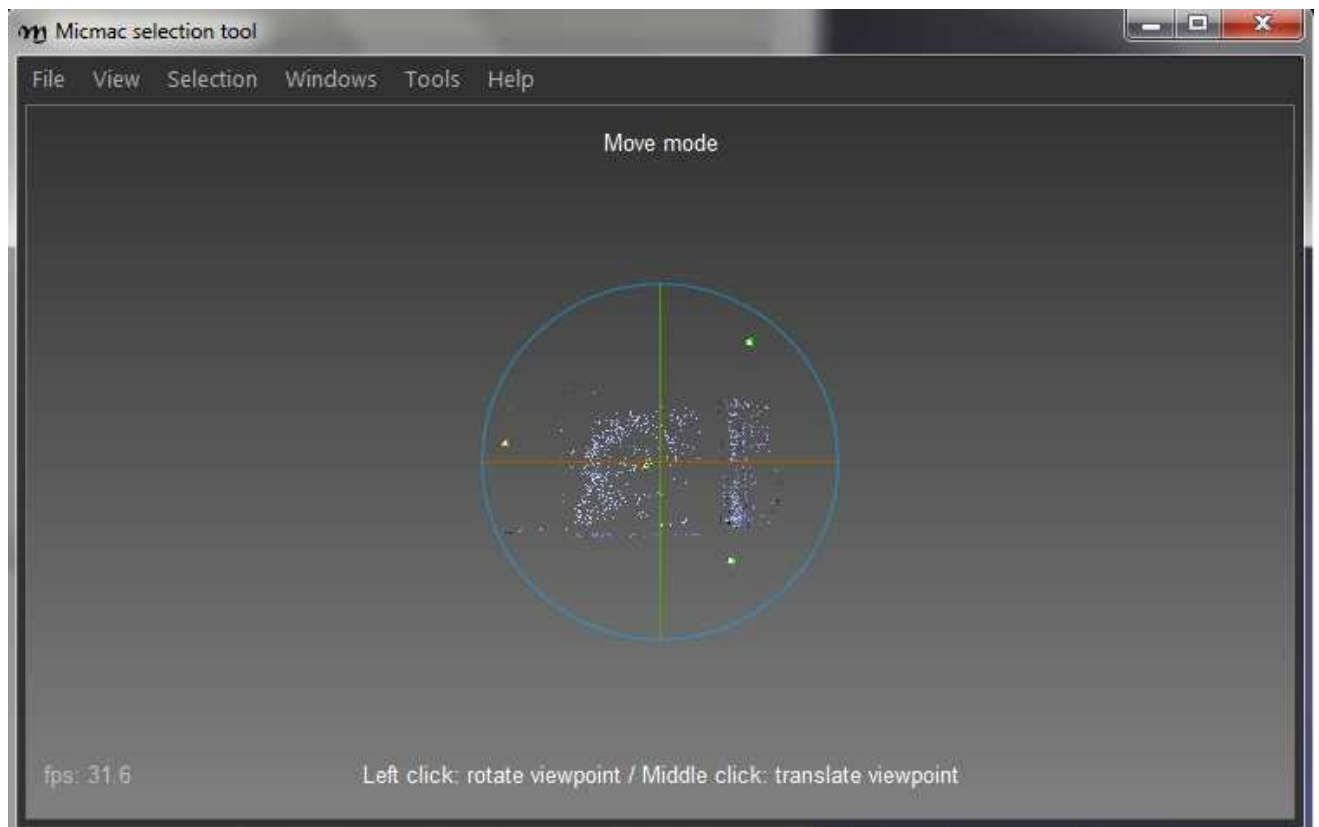 Micmac selection tool
File View Selection Windows Tools Help
Move mode
fps: 31.6
Left click: rotate viewpoint / Middle click: translate viewpoint